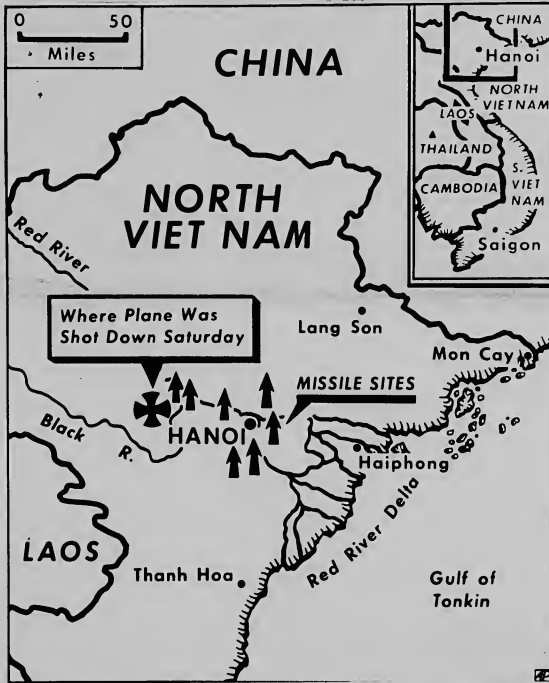 0 50
Miles
CHINA
NORTH
VIET NAM
Red River
Where Plane Was
Shot Down Saturday
Lang Son
Mon Cay
MISSILE SITES
Black R.
HANOI
Haiphong
LAOS
Red River Delta
Thanh Hoa
Gulf of
Tonkin
CHINA
Hanoi
NORTH
VIETNAM
LAOS
THAILAND
S.
VIET
NAM
CAMBODIA
Saigon
AP